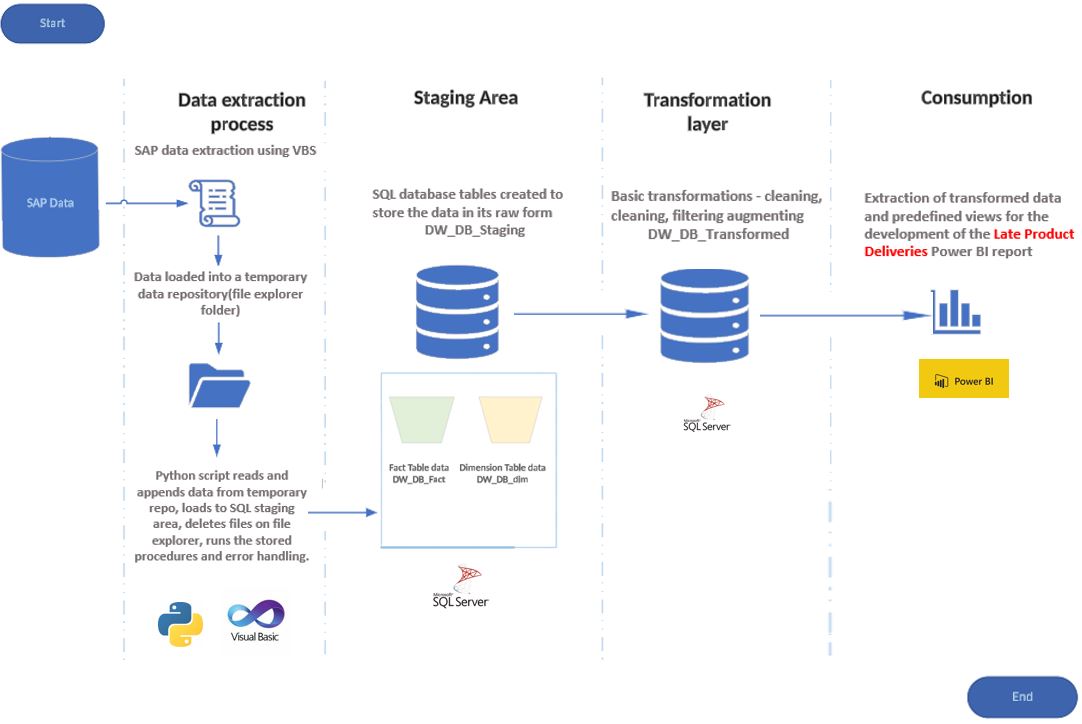 Start
Data extraction
process
SAP data extraction using VBS
SAP Data
Data loaded into a temporary
data repository(file explorer
folder)
Python script reads and
appends data from temporary
repo, loads to SQL staging
area, deletes files on file
explorer, runs the stored
procedures and error handling.
Visual Basic
Staging Area
SQL database tables created to
store the data in its raw form
DW_DB_Staging
Fact Table data
DW_DB_Fact
Dimension Table data
DW_DB_dim
Microsoft
SQL Server
Transformation
layer
Basic transformations - cleaning,
cleaning, filtering augmenting
DW_DB_Transformed
Microsoft
SQL Server
Consumption
Extraction of transformed data
and predefined views for the
development of the Late Product
Deliveries Power BI report
Power BI
End